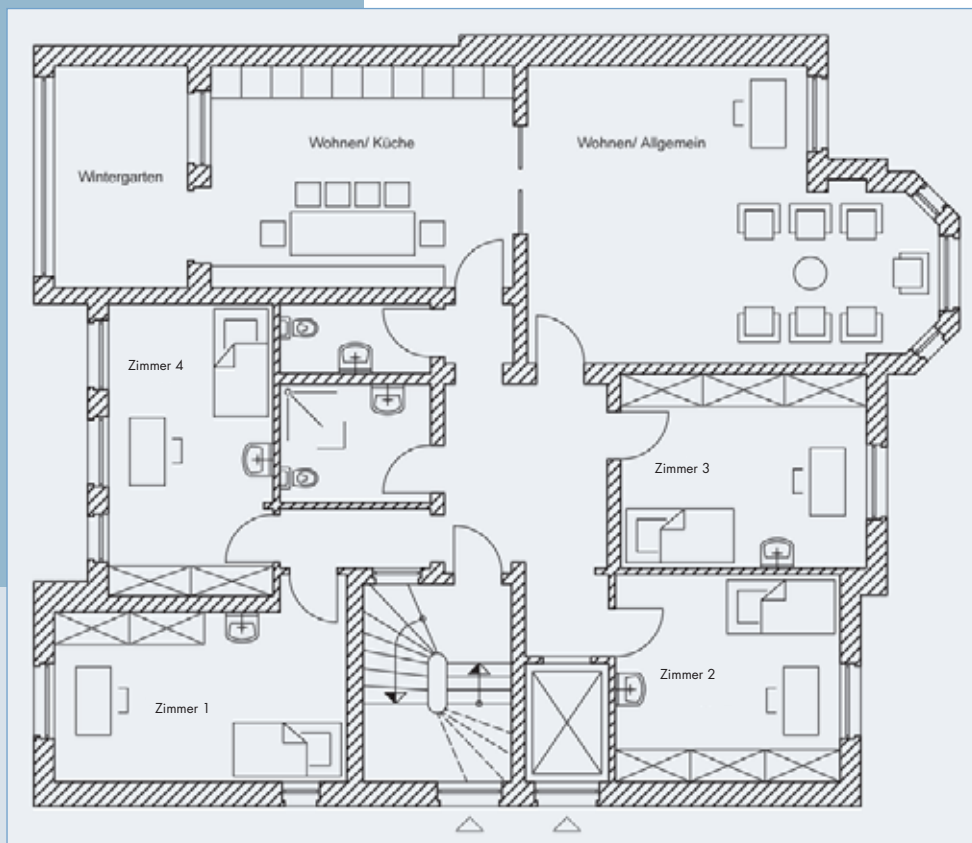 Wohnen/ Küche
Wohnen/ Allgemein
Wintergarten
Zimmer 4
Zimmer 3
Zimmer 2
Zimmer 1